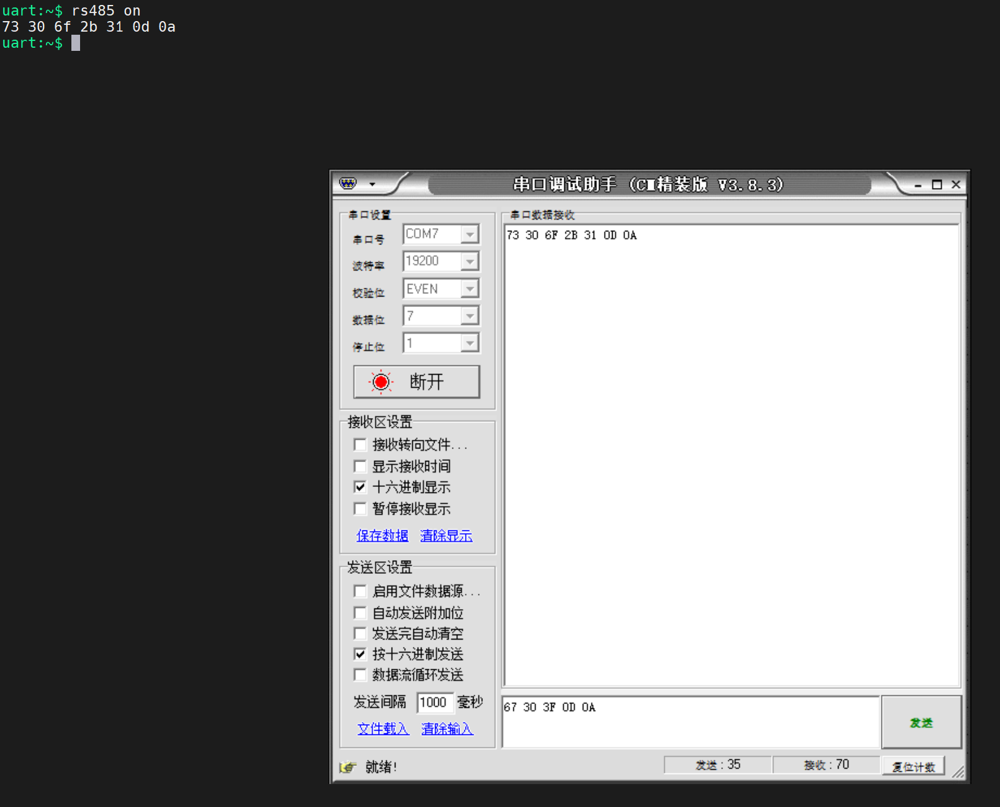 uart:~$ rs485 on
73 30 6f 2b 31 0d 0a
uart:~$
串口调试助手 (CM精装版 V3.8.3)
串口设置
串口号 COM7
波特率 19200
校验位 EVEN
数据位 7
停止位 1
断开
接收区设置
接收转向文件...
显示接收时间
十六进制显示
暂停接收显示
保存数据 清除显示
发送区设置
启用文件数据源...
自动发送附加位
发送完自动清空
按十六进制发送
数据流循环发送
发送间隔 1000 毫秒
文件载入 清除输入
串口数据接收
73 30 6F 2B 31 0D 0A
67 30 3F 0D 0A
发送
就绪!
发送 : 35
接收 : 70
复位计数